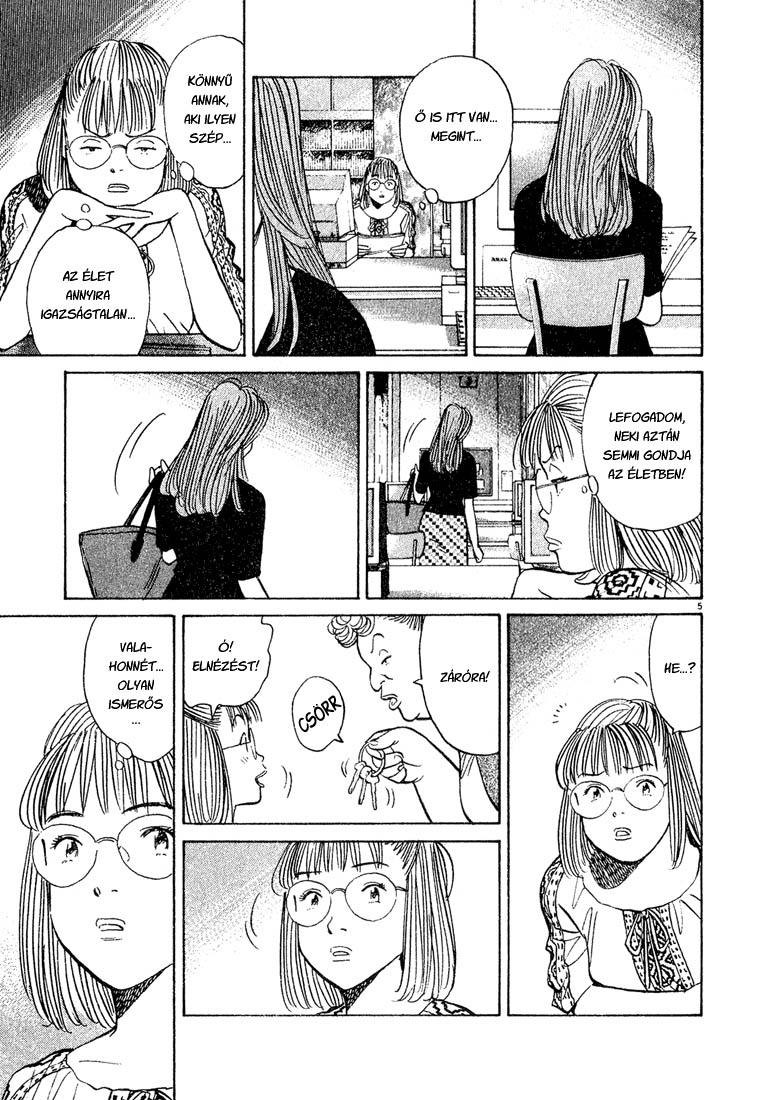 Ő IS ITT VAN...
MEGINT...
KÖNNYŰ
ANNAK,
AKI ILYEN
SZÉP...
AZ ÉLET
ANNYIRA
IGAZSÁGTALAN...
LEFOGADOM,
NEKI AZTÁN
SEMMI GONDJA
AZ ÉLETBEN!
5
HE...?
ZÁRÓRA!
CSÖRR
Ó!
ELNÉZÉST!
VALA-
HONNÉT...
OLYAN
ISMERŐS
...